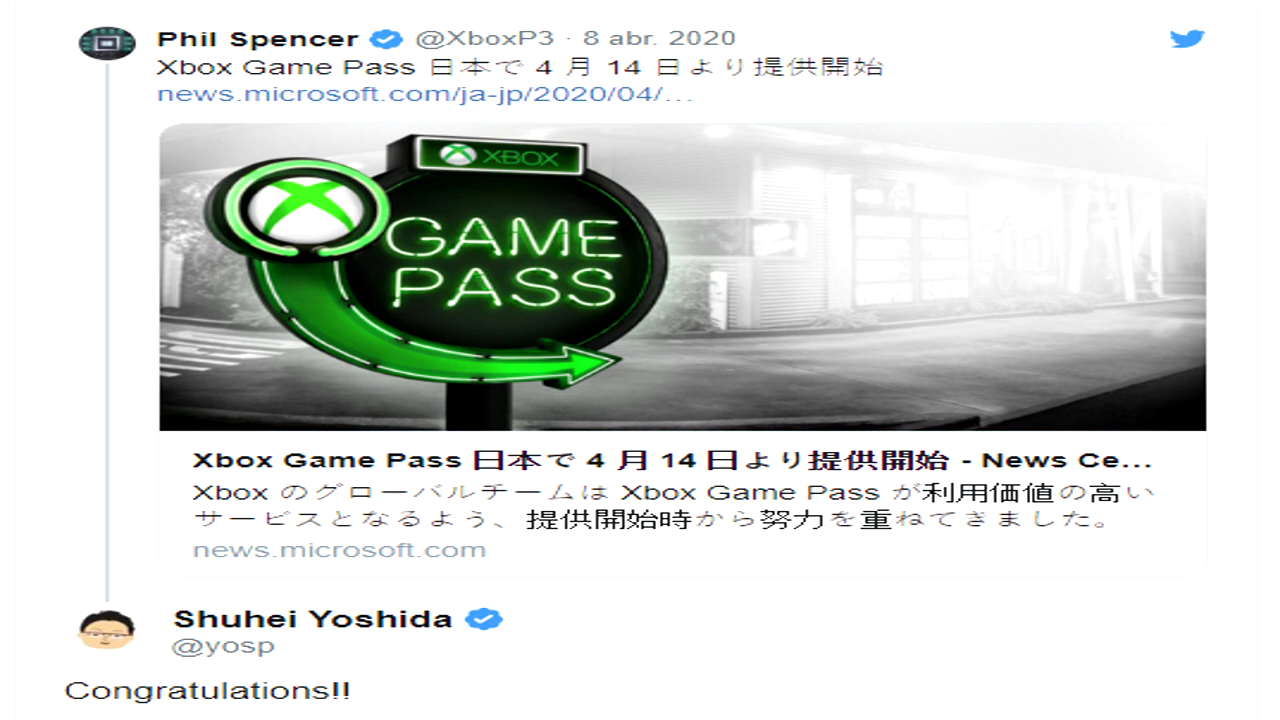 Phil Spencer @XboxP3 · 8 abr. 2020
Xbox Game Pass 日本で 4 月 14 日より提供開始
news.microsoft.com/ja-jp/2020/04/…
XBOX
GAME
PASS
Xbox Game Pass 日本で 4 月 14 日より提供開始 - News Ce...
Xbox のグローバルチームは Xbox Game Pass が利用価値の高い
サービスとなるよう、提供開始時から努力を重ねてきました。
news.microsoft.com
Shuhei Yoshida
@yosp
Congratulations!!